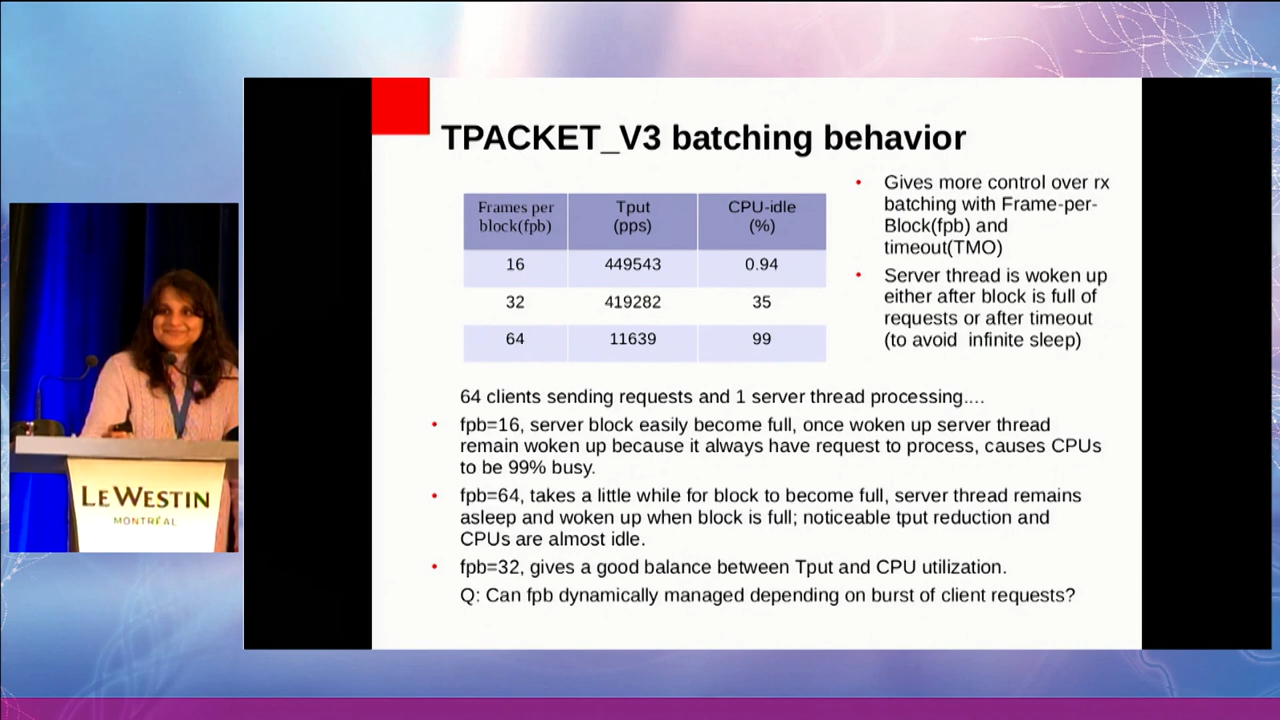 TPACKET_V3 batching behavior
Frames per
block(fpb)
Tput
(pps)
CPU-idle
(%)
16
449543
0.94
32
419282
35
64
11639
99
• Gives more control over rx
batching with Frame-per-
Block(fpb) and
timeout(TMO)
• Server thread is woken up
either after block is full of
requests or after timeout
(to avoid infinite sleep)
64 clients sending requests and 1 server thread processing....
• fpb=16, server block easily become full, once woken up server thread
remain woken up because it always have request to process, causes CPUs
to be 99% busy.
• fpb=64, takes a little while for block to become full, server thread remains
asleep and woken up when block is full; noticeable tput reduction and
CPUs are almost idle.
• fpb=32, gives a good balance between Tput and CPU utilization.
Q: Can fpb dynamically managed depending on burst of client requests?
LE WESTIN
MONTRÉAL